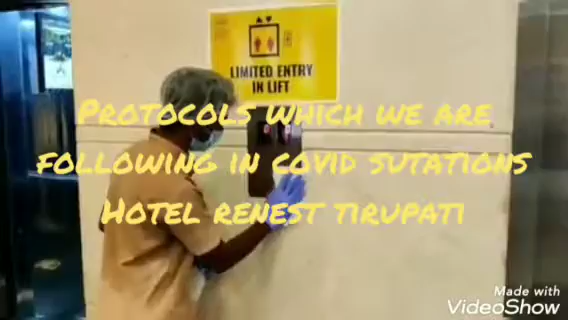 LIMITED ENTRY
IN LIFT
PROTOCOLS WHICH WE ARE
FOLLOWING IN COVID SUTATIONS
HOTEL RENEST TIRUPATI
Made with
VideoShow